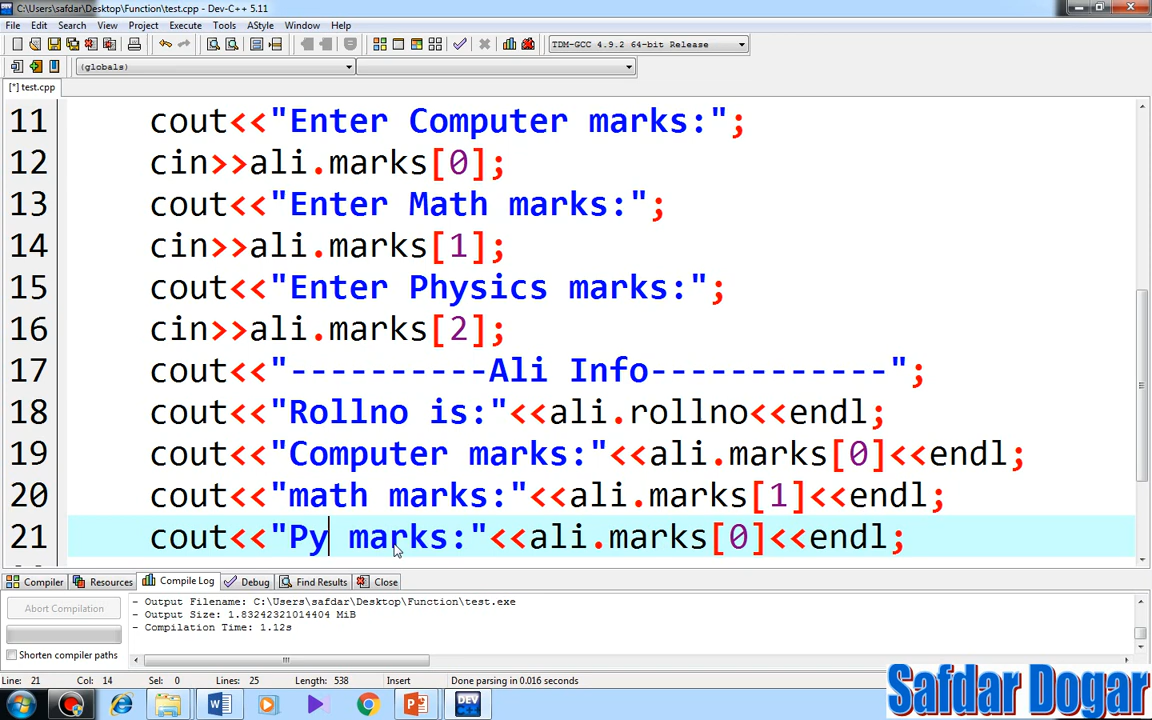 C:\Users\safdar\Desktop\Function\test.cpp - Dev-C++ 5.11
File Edit Search View Project Execute Tools AStyle Window Help
TDM-GCC 4.9.2 64-bit Release
(globals)
[*] test.cpp
11 cout<<"Enter Computer marks:";
12 cin>>ali.marks[0];
13 cout<<"Enter Math marks:";
14 cin>>ali.marks[1];
15 cout<<"Enter Physics marks:";
16 cin>>ali.marks[2];
17 cout<<"----------Ali Info------------";
18 cout<<"Rollno is:"<<ali.rollno<<endl;
19 cout<<"Computer marks:"<<ali.marks[0]<<endl;
20 cout<<"math marks:"<<ali.marks[1]<<endl;
21 cout<<"Py marks:"<<ali.marks[0]<<endl;
Compiler Resources Compile Log Debug Find Results Close
Abort Compilation
Shorten compiler paths
- Output Filename: C:\Users\safdar\Desktop\Function\test.exe
- Output Size: 1.83242321014404 MiB
- Compilation Time: 1.12s
Line: 21 Col: 14 Sel: 0 Lines: 25 Length: 538 Insert Done parsing in 0.016 seconds
Safdar Dogar